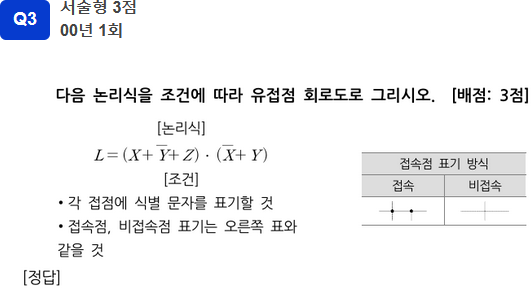 Q3
서술형 3점
00년 1회
다음 논리식을 조건에 따라 유접점 회로도로 그리시오. [배점: 3점]
[논리식]
L = (X + Y̅ + Z) · (X̅ + Y)
[조건]
• 각 접점에 식별 문자를 표기할 것
• 접속점, 비접속점 표기는 오른쪽 표와
같을 것
접속점 표기 방식
접속 비접속
[정답]